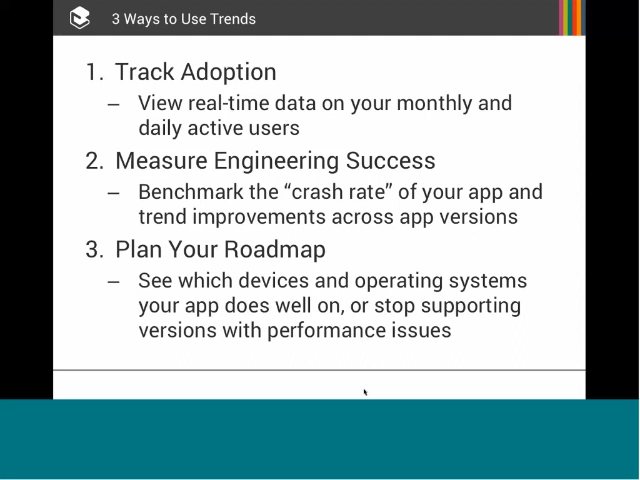 3 Ways to Use Trends
1. Track Adoption
– View real-time data on your monthly and
daily active users
2. Measure Engineering Success
– Benchmark the “crash rate” of your app and
trend improvements across app versions
3. Plan Your Roadmap
– See which devices and operating systems
your app does well on, or stop supporting
versions with performance issues